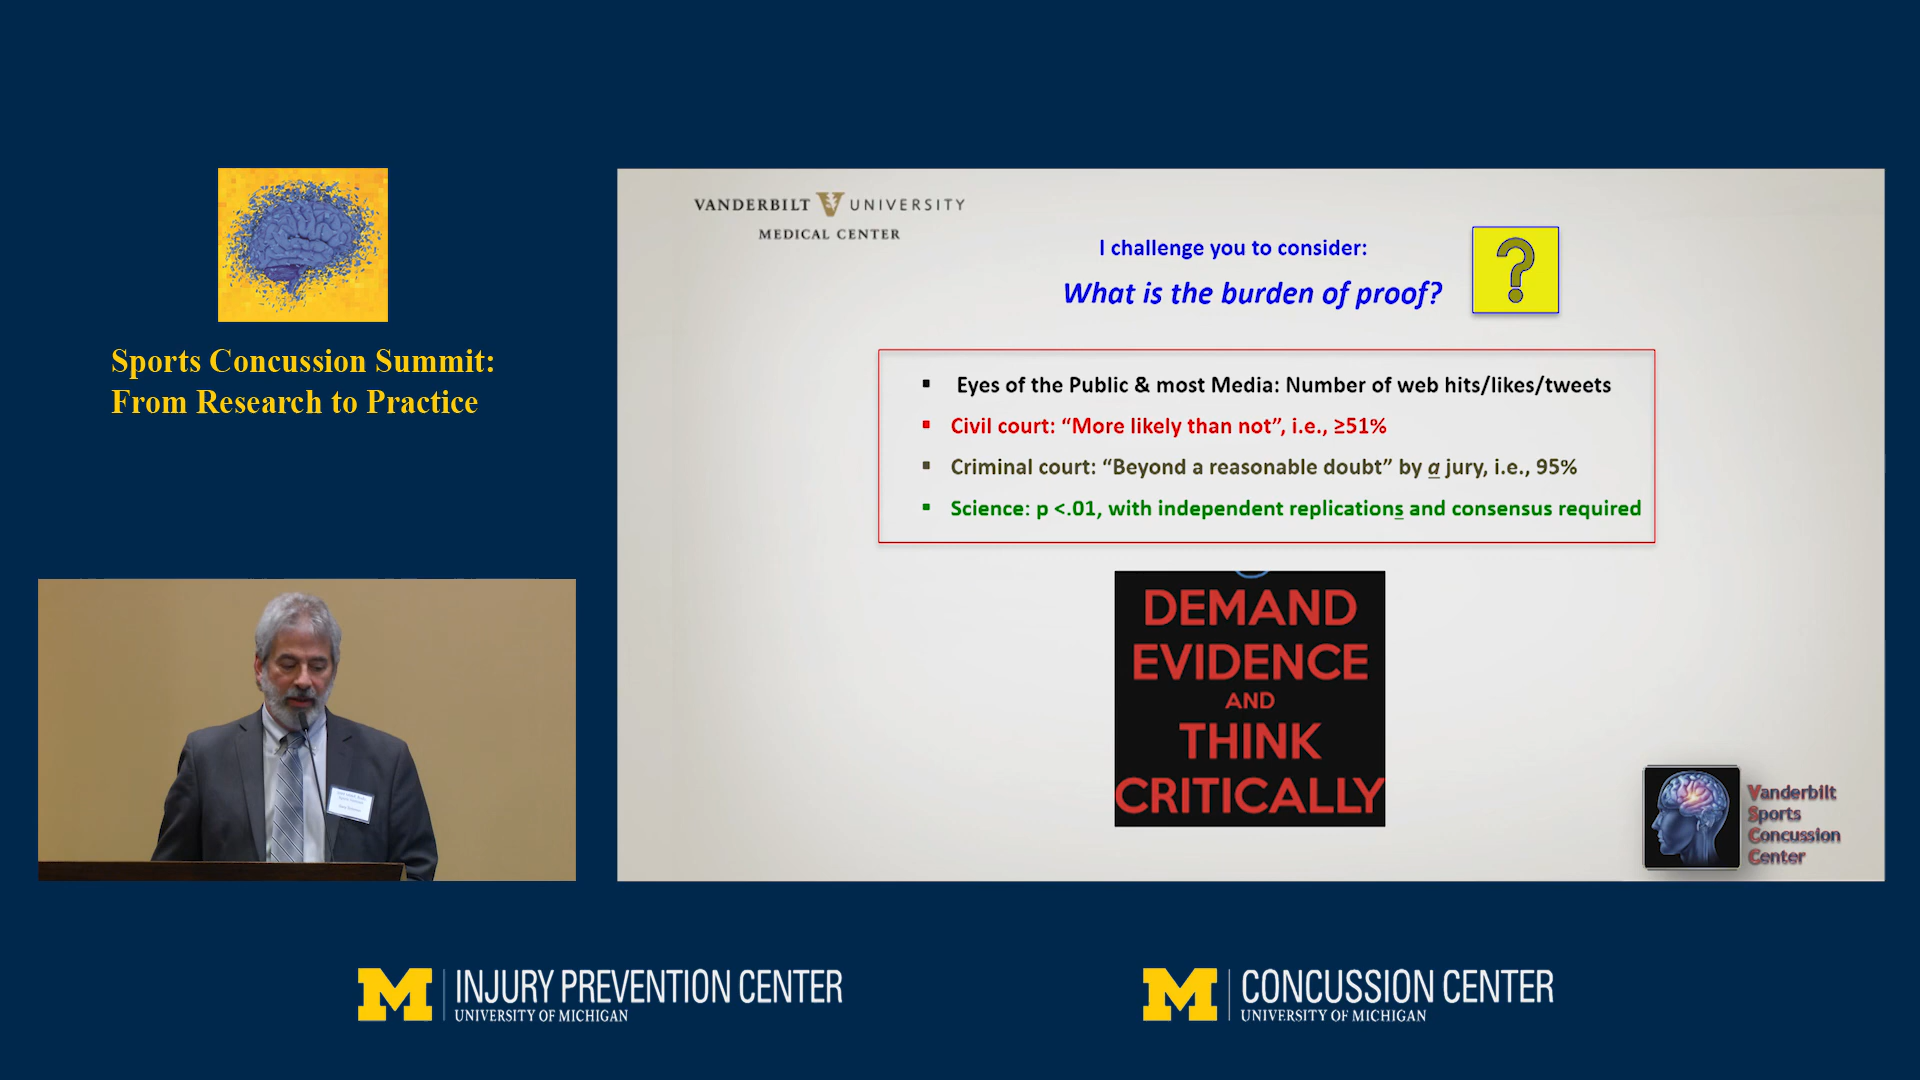 Sports Concussion Summit:
From Research to Practice
VANDERBILT V UNIVERSITY
MEDICAL CENTER
I challenge you to consider:
What is the burden of proof?
?
▪ Eyes of the Public & most Media: Number of web hits/likes/tweets
▪ Civil court: “More likely than not”, i.e., ≥51%
▪ Criminal court: “Beyond a reasonable doubt” by a jury, i.e., 95%
▪ Science: p <.01, with independent replications and consensus required
DEMAND
EVIDENCE
AND
THINK
CRITICALLY
Vanderbilt
Sports
Concussion
Center
M INJURY PREVENTION CENTER
UNIVERSITY OF MICHIGAN
M CONCUSSION CENTER
UNIVERSITY OF MICHIGAN